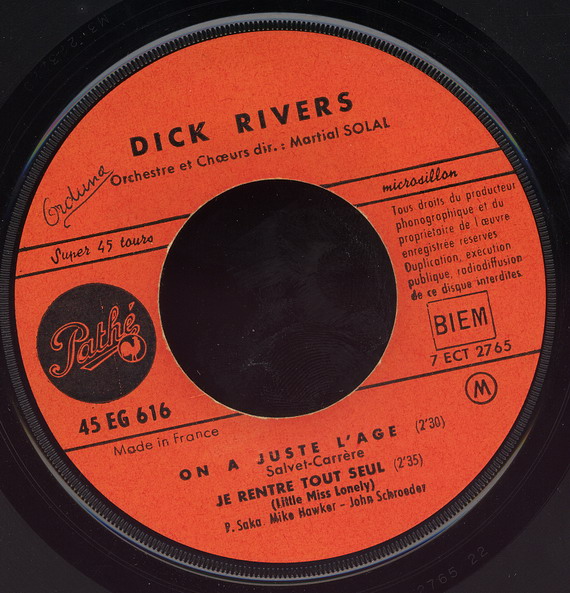 DICK RIVERS
Orchestre et Chœurs dir. : Martial SOLAL
Orduna
Super 45 tours
microsillon
Tous droits du producteur
phonographique et du
propriétaire de l'œuvre
enregistrée réservés
Duplication, exécution
publique, radiodiffusion
de ce disque interdites.
Pathé
BIEM
7 ECT 2765
M
45 EG 616
Made in France
ON A JUSTE L'AGE (2'30)
Salvet-Carrère
JE RENTRE TOUT SEUL (2'35)
(Little Miss Lonely)
P. Saka. Mike Hawker - John Schroeder
2765 22